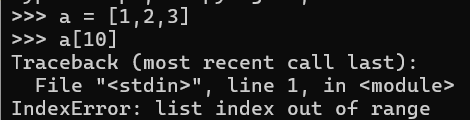 >>> a = [1,2,3]
>>> a[10]
Traceback (most recent call last):
  File "<stdin>", line 1, in <module>
IndexError: list index out of range